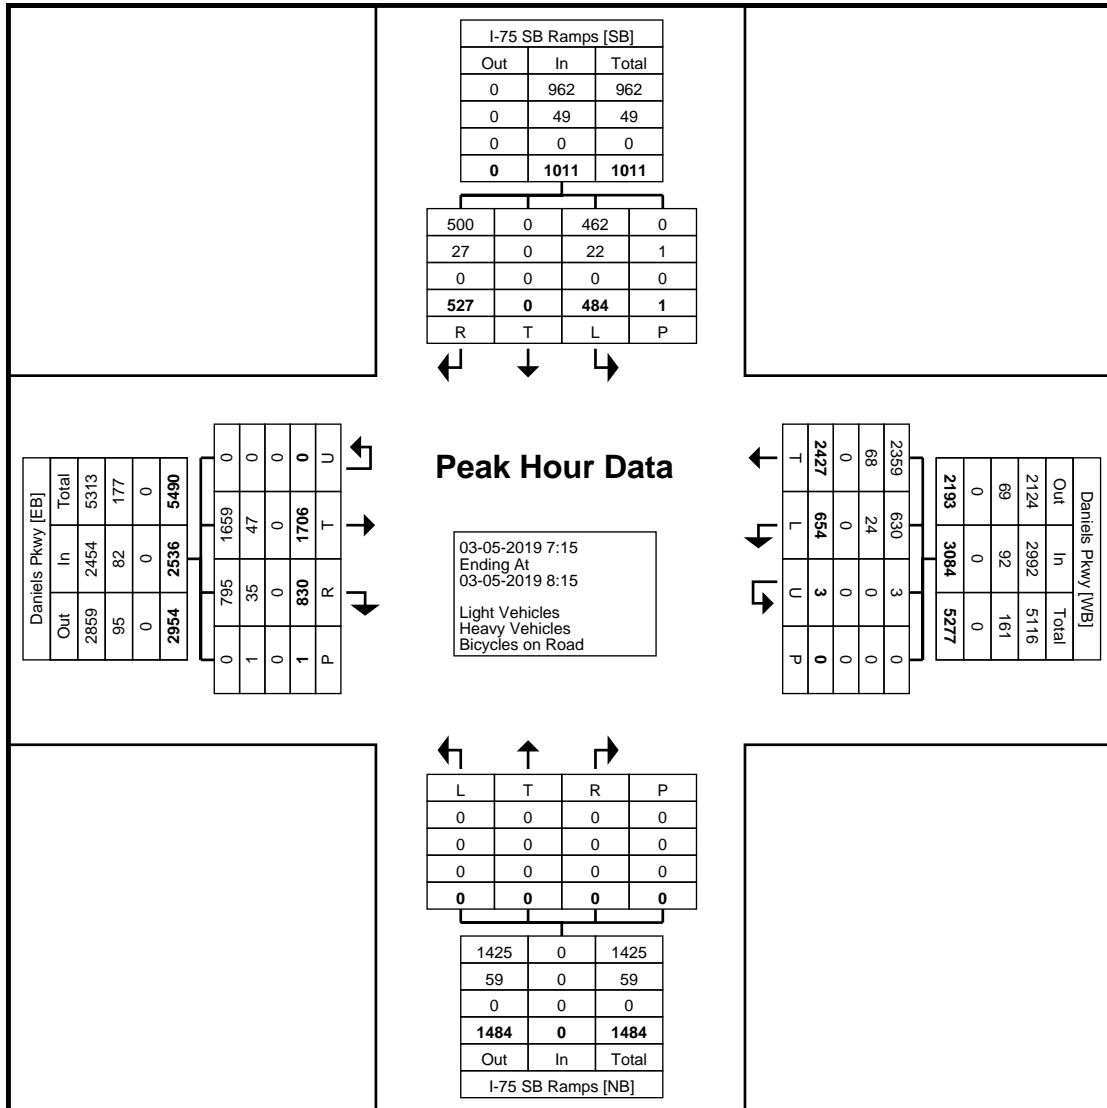 I-75 SB Ramps [SB]
Out In Total
0 962 962
0 49 49
0 0 0
0 1011 1011
500 0 462 0
27 0 22 1
0 0 0 0
527 0 484 1
R T L P
Daniels Pkwy [EB]
Total In Out
5313 2454 2859
177 82 95
0 0 0
5490 2536 2954
0 1659 795 0
0 47 35 1
0 0 0 0
0 1706 830 1
U T R P
Peak Hour Data
03-05-2019 7:15
Ending At
03-05-2019 8:15
Light Vehicles
Heavy Vehicles
Bicycles on Road
Daniels Pkwy [WB]
Out In Total
2124 2992 5116
69 92 161
0 0 0
2193 3084 5277
2359 630 3 0
68 24 0 0
0 0 0 0
2427 654 3 0
T L U P
L T R P
0 0 0 0
0 0 0 0
0 0 0 0
0 0 0 0
1425 0 1425
59 0 59
0 0 0
1484 0 1484
Out In Total
I-75 SB Ramps [NB]